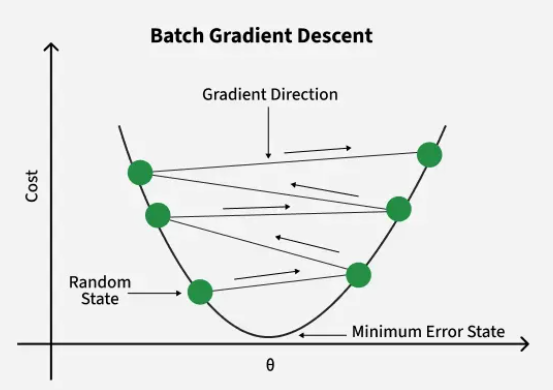 Batch Gradient Descent
Gradient Direction
Cost
Random
State
Minimum Error State
θ